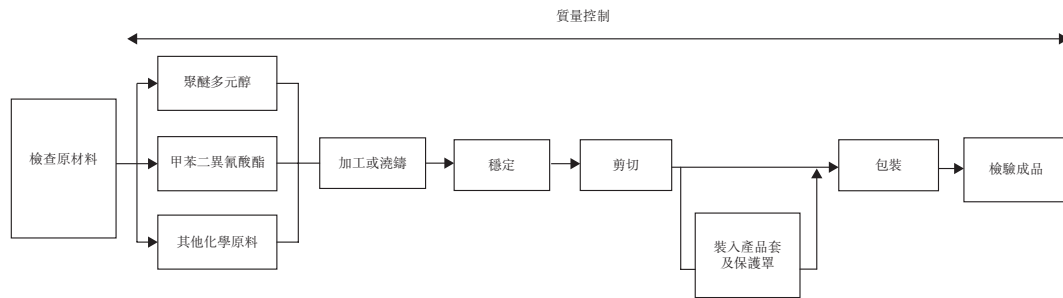 質量控制
檢查原材料
聚醚多元醇
甲苯二異氰酸酯
其他化學原料
加工或澆鑄
穩定
剪切
裝入產品套
及保護罩
包裝
檢驗成品